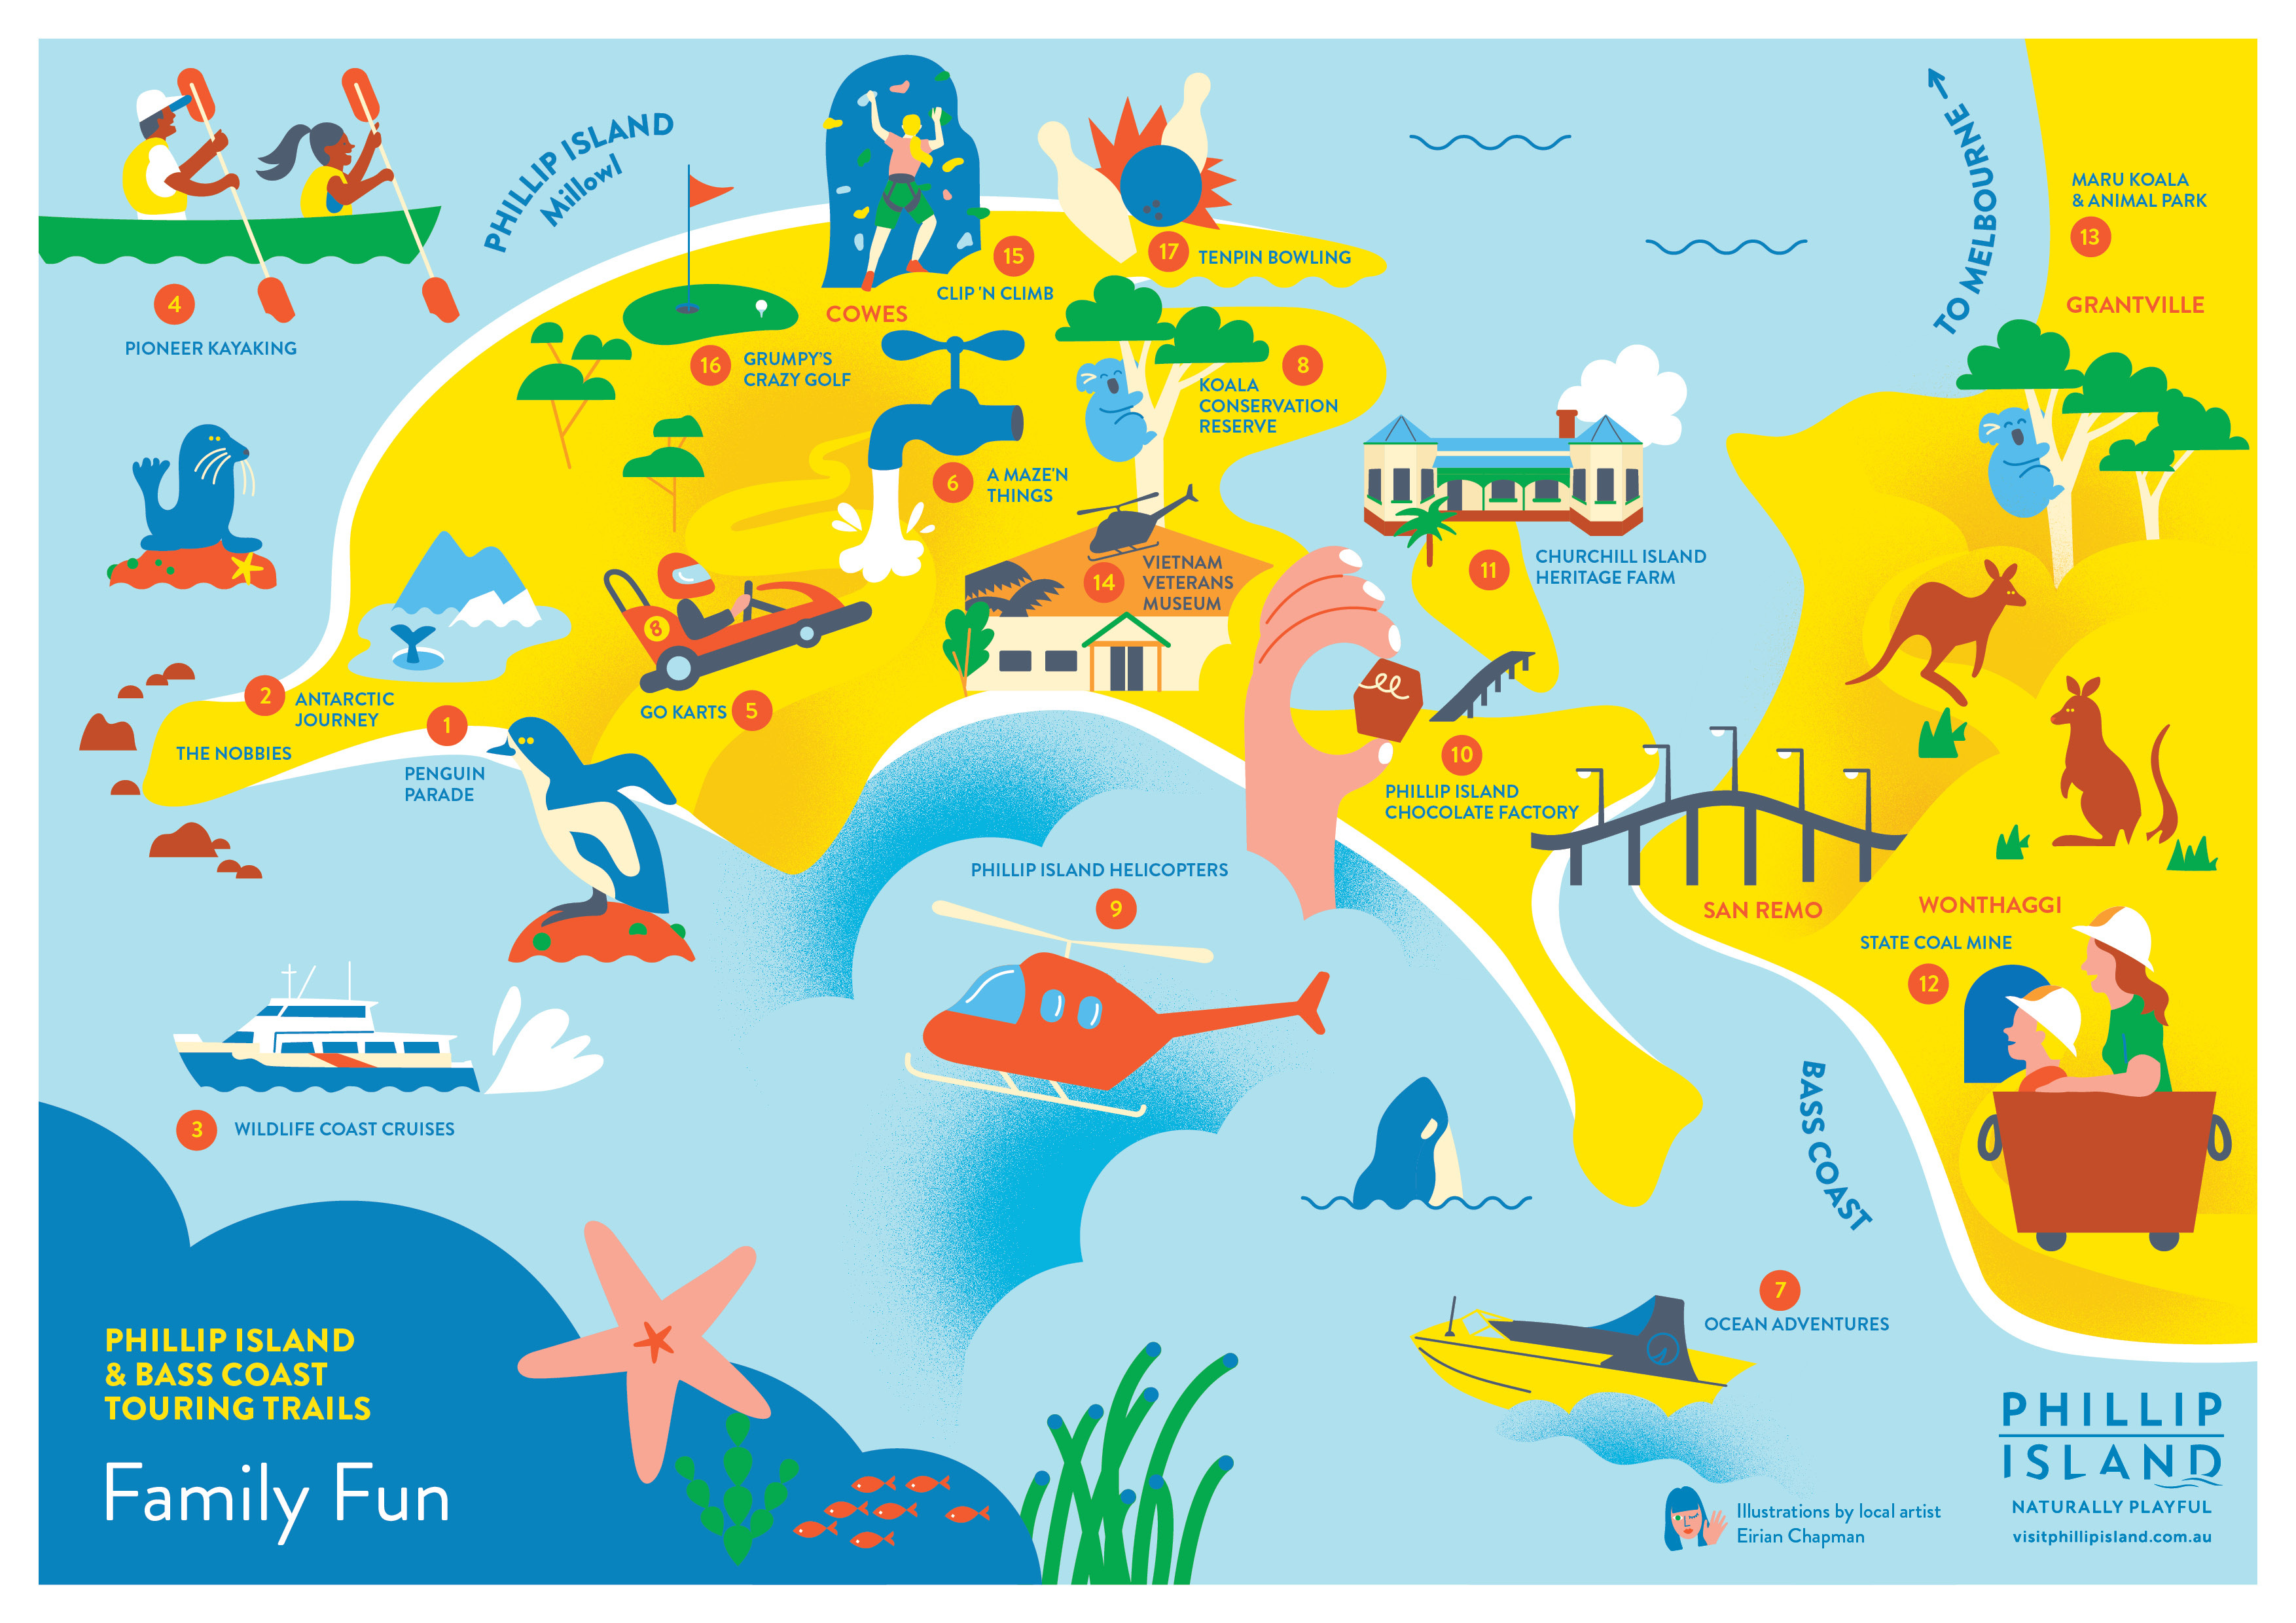 PHILLIP ISLAND
Millowl
4
PIONEER KAYAKING
15
CLIP 'N CLIMB
17
TENPIN BOWLING
COWES
16
GRUMPY'S
CRAZY GOLF
8
KOALA
CONSERVATION
RESERVE
6
A MAZE'N
THINGS
TO MELBOURNE
MARU KOALA
& ANIMAL PARK
13
GRANTVILLE
14
VIETNAM
VETERANS
MUSEUM
11
CHURCHILL ISLAND
HERITAGE FARM
8
GO KARTS
5
2
ANTARCTIC
JOURNEY
THE NOBBIES
1
PENGUIN
PARADE
10
PHILLIP ISLAND
CHOCOLATE FACTORY
PHILLIP ISLAND HELICOPTERS
9
SAN REMO
WONTHAGGI
STATE COAL MINE
12
3
WILDLIFE COAST CRUISES
BASS COAST
7
OCEAN ADVENTURES
PHILLIP ISLAND
& BASS COAST
TOURING TRAILS
Family Fun
Illustrations by local artist
Eirian Chapman
PHILLIP
ISLAND
NATURALLY PLAYFUL
visitphillipisland.com.au